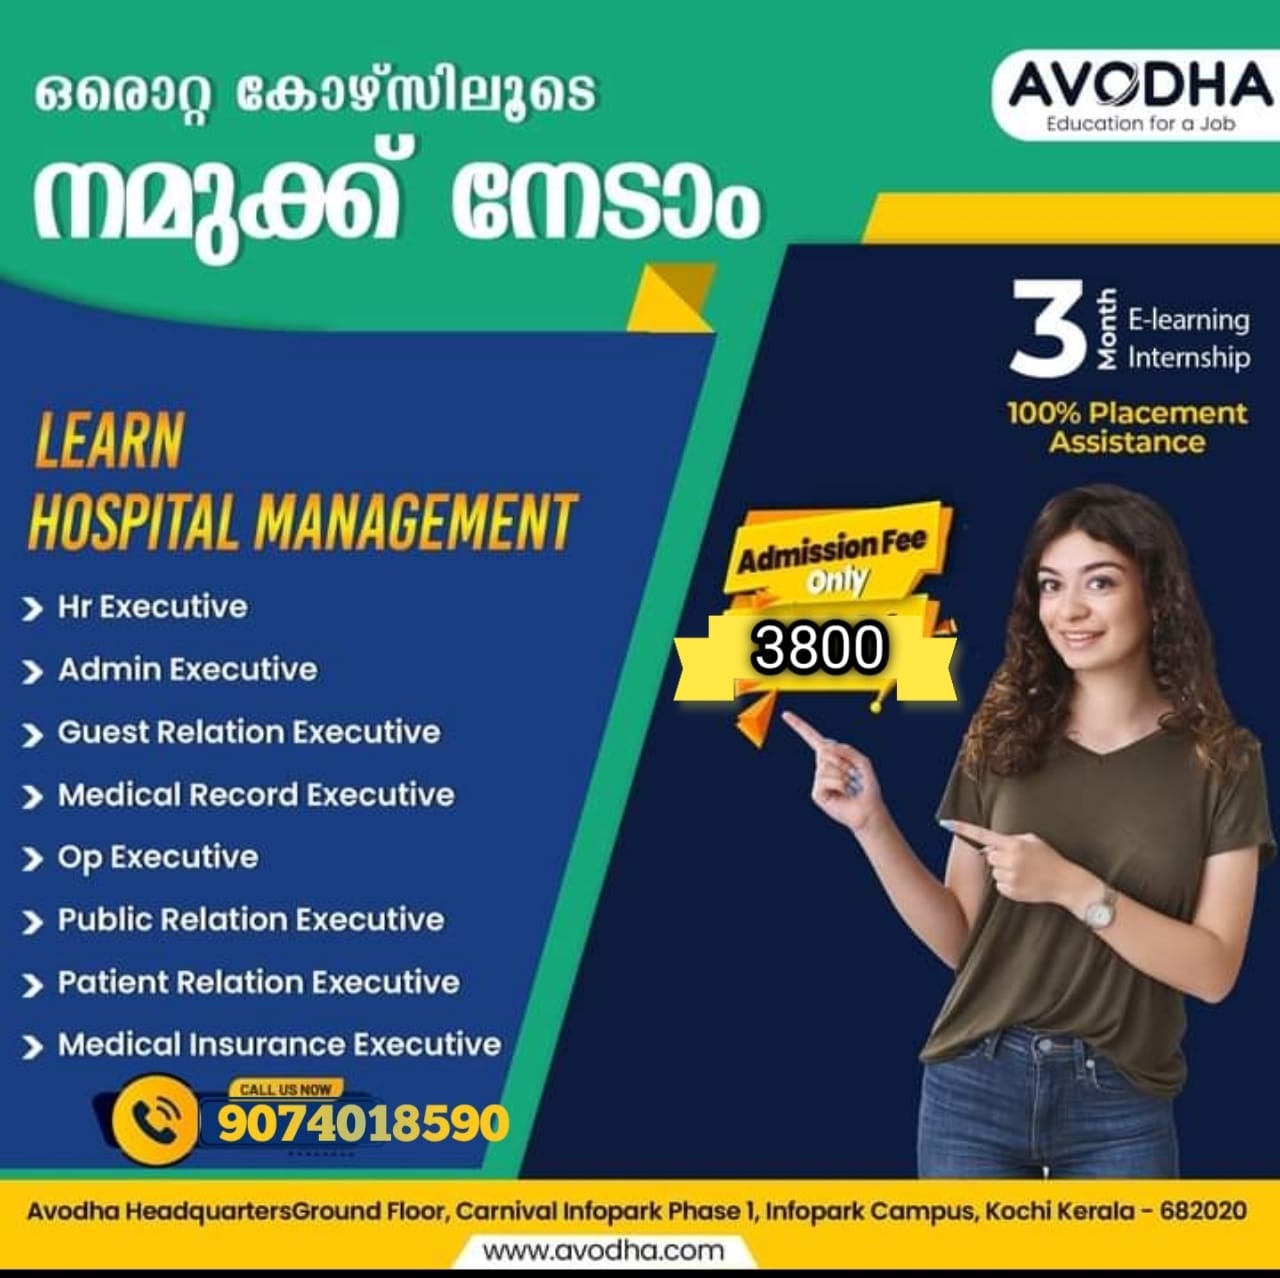 ഒരൊറ്റ കോഴ്സിലൂടെ
നമുക്ക് നേടാം
AVODHA
Education for a Job
3 Month E-learning
Internship
100% Placement
Assistance
LEARN
HOSPITAL MANAGEMENT
Hr Executive
Admin Executive
Guest Relation Executive
Medical Record Executive
Op Executive
Public Relation Executive
Patient Relation Executive
Medical Insurance Executive
Admission Fee
Only
3800
CALL US NOW
9074018590
Avodha HeadquartersGround Floor, Carnival Infopark Phase 1, Infopark Campus, Kochi Kerala - 682020
www.avodha.com